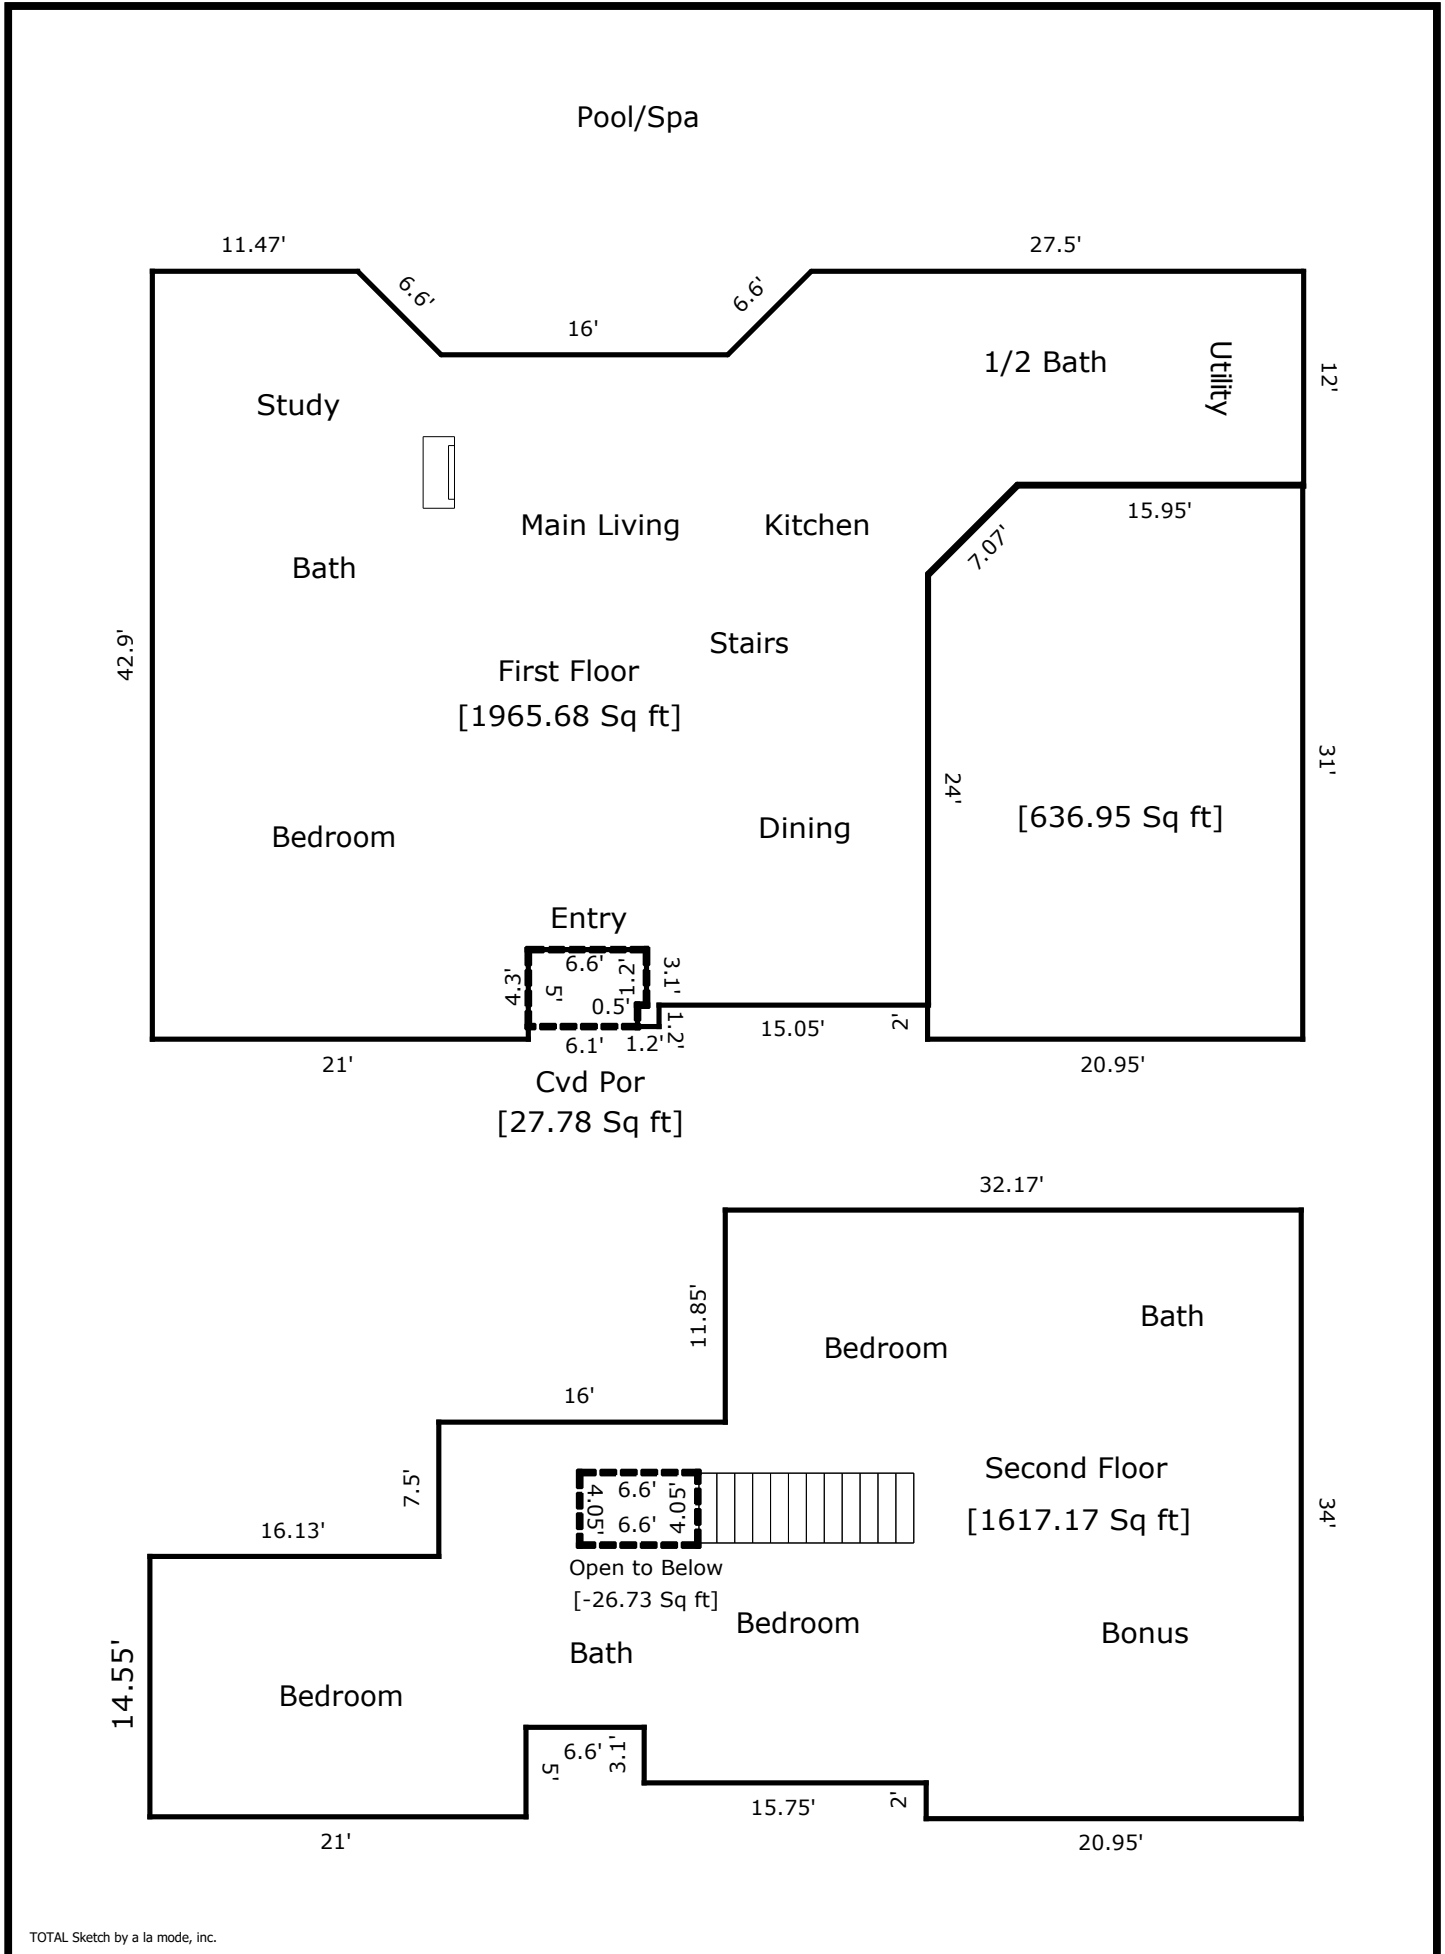 Pool/Spa
11.47'
27.5'
6.6'
6.6'
16'
1/2 Bath
Utility
12'
Study
15.95'
Main Living
Kitchen
7.07'
Bath
42.9'
Stairs
First Floor
[1965.68 Sq ft]
31'
24'
[636.95 Sq ft]
Dining
Bedroom
Entry
6.6'
1.2'
3.1'
4.3'
5'
0.5'
15.05'
2'
1.2'
6.1'
1.2'
21'
20.95'
Cvd Por
[27.78 Sq ft]
32.17'
11.85'
Bath
Bedroom
16'
Second Floor
7.5'
6.6'
4.05'
4.05'
34'
16.13'
6.6'
[1617.17 Sq ft]
Open to Below
[-26.73 Sq ft]
Bedroom
Bonus
Bath
14.55'
Bedroom
6.6'
3.1'
5'
15.75'
2'
21'
20.95'
TOTAL Sketch by a la mode, inc.